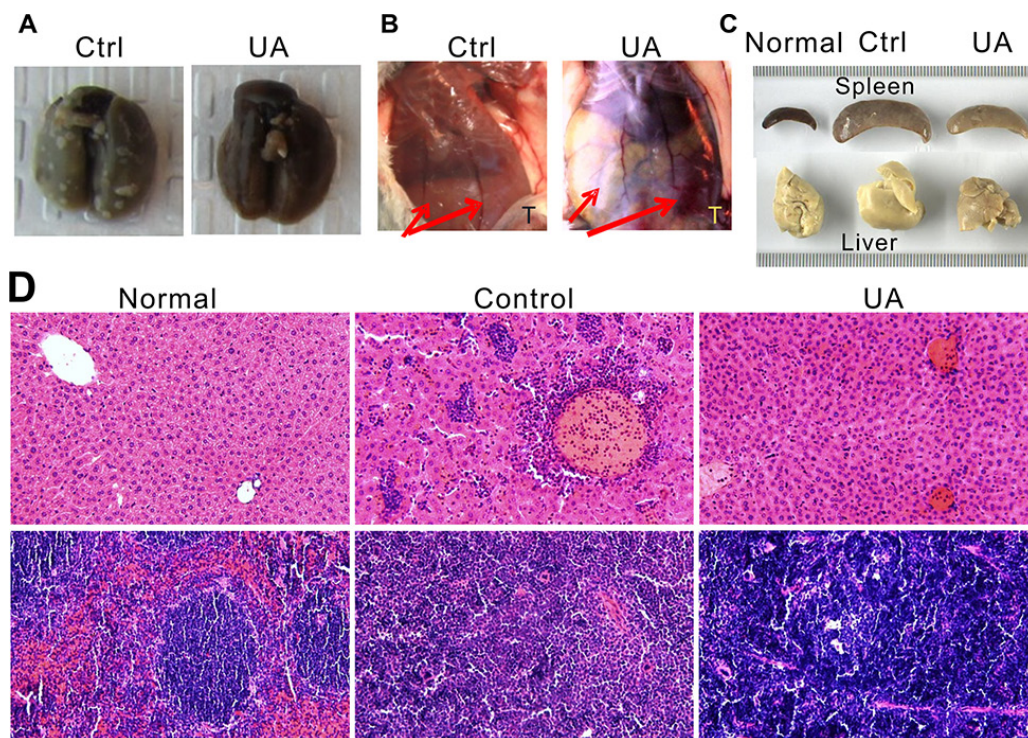 A
Ctrl UA
B
Ctrl UA
T T
C
Normal Ctrl UA
Spleen
Liver
D
Normal Control UA